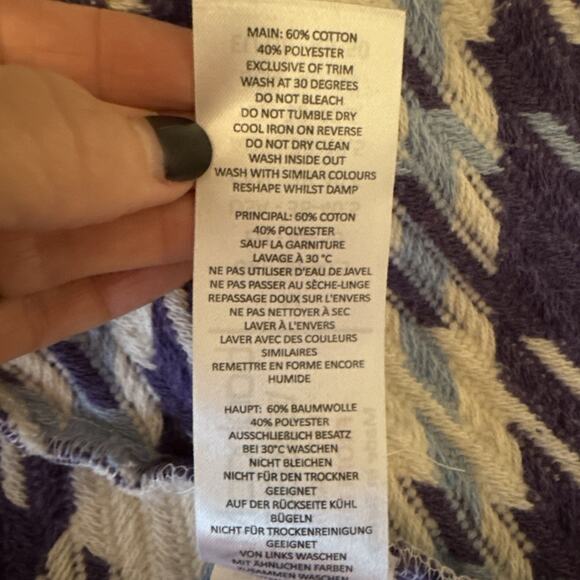 MAIN: 60% COTTON
40% POLYESTER
EXCLUSIVE OF TRIM
WASH AT 30 DEGREES
DO NOT BLEACH
DO NOT TUMBLE DRY
COOL IRON ON REVERSE
DO NOT DRY CLEAN
WASH INSIDE OUT
WASH WITH SIMILAR COLOURS
RESHAPE WHILST DAMP
PRINCIPAL: 60% COTON
40% POLYESTER
SAUF LA GARNITURE
LAVAGE À 30 °C
NE PAS UTILISER D'EAU DE JAVEL
NE PAS PASSER AU SÈCHE-LINGE
REPASSAGE DOUX SUR L'ENVERS
NE PAS NETTOYER À SEC
LAVER À L'ENVERS
LAVER AVEC DES COULEURS
SIMILAIRES
REMETTRE EN FORME ENCORE
HUMIDE
HAUPT: 60% BAUMWOLLE
40% POLYESTER
AUSSCHLIEßLICH BESATZ
BEI 30°C WASCHEN
NICHT BLEICHEN
NICHT FÜR DEN TROCKNER
GEEIGNET
AUF DER RÜCKSEITE KÜHL
BÜGELN
NICHT FÜR TROCKENREINIGUNG
GEEIGNET
VON LINKS WASCHEN
MIT ÄHNLICHEN FARBEN
ZUSAMMEN WASCHEN